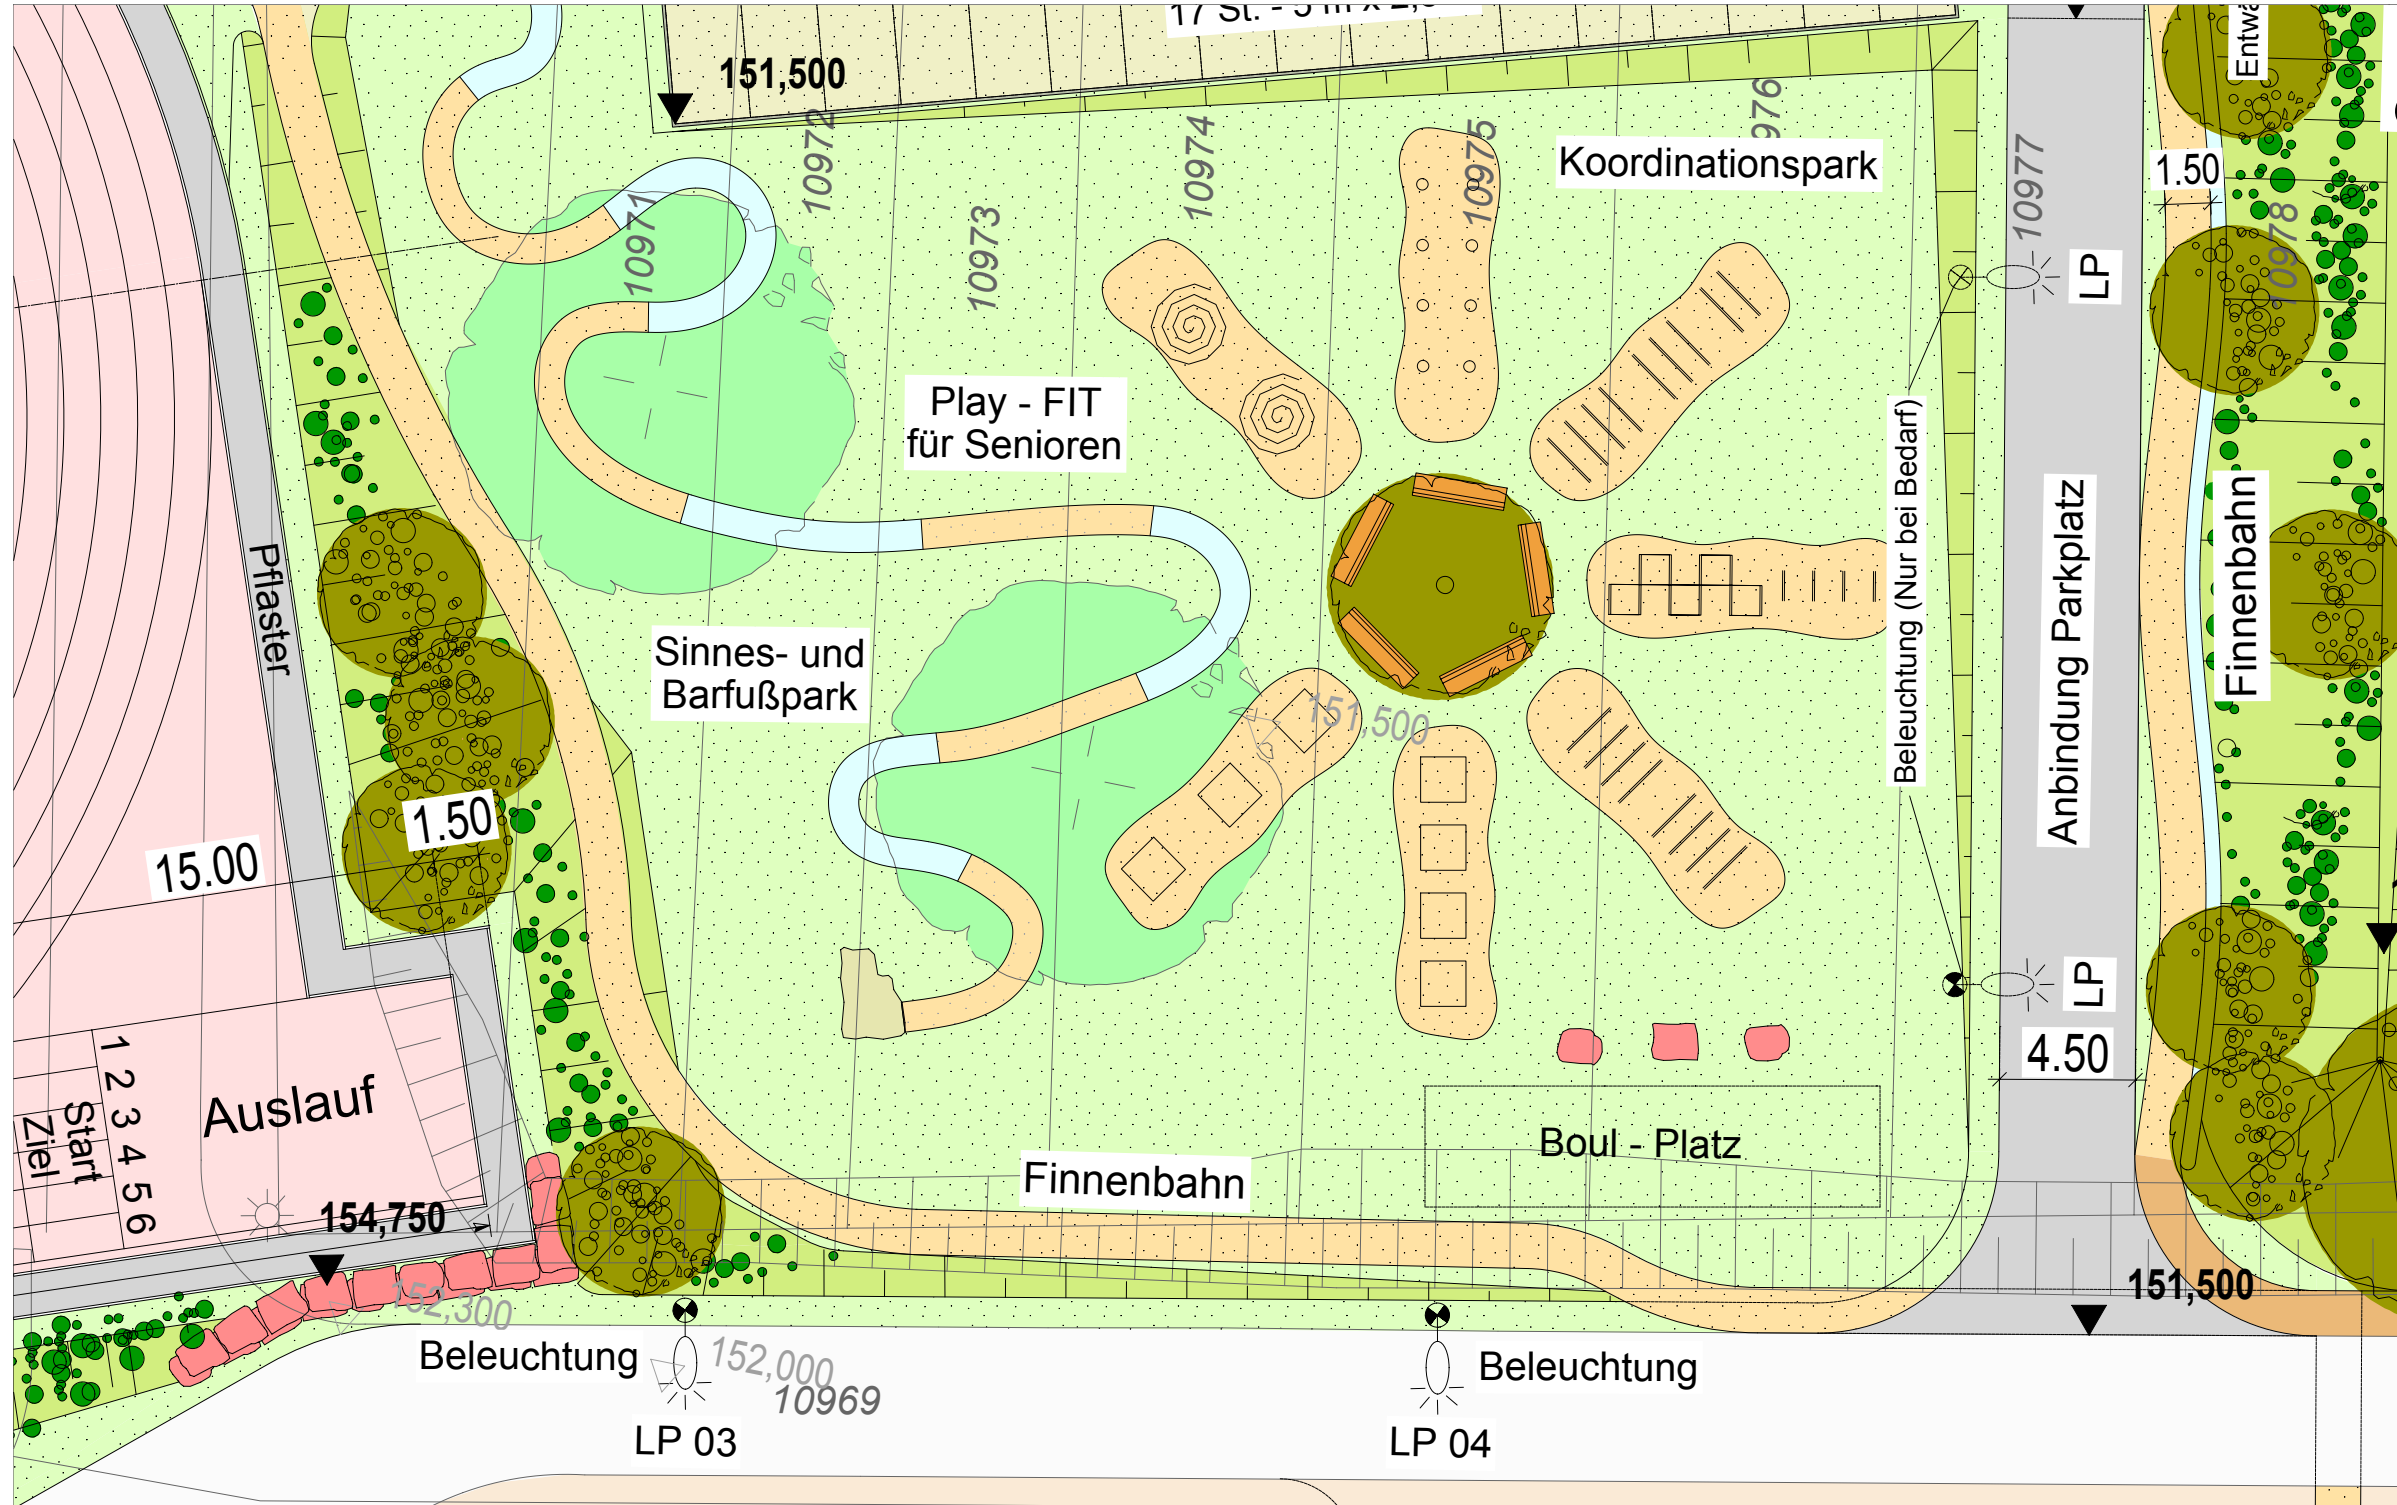 151,500
10972
10971
10973
10974
10975
10977
10978
Koordinationspark
1.50
LP
Play - FIT
für Senioren
Beleuchtung (Nur bei Bedarf)
Anbindung Parkplatz
Finnenbahn
Pflaster
Sinnes- und
Barfußpark
151,500
1.50
15.00
LP
4.50
1 2 3 4 5 6
Start
Ziel
Auslauf
154,750
Finnenbahn
Boul - Platz
151,500
152,300
Beleuchtung
152,000
10969
LP 03
Beleuchtung
LP 04